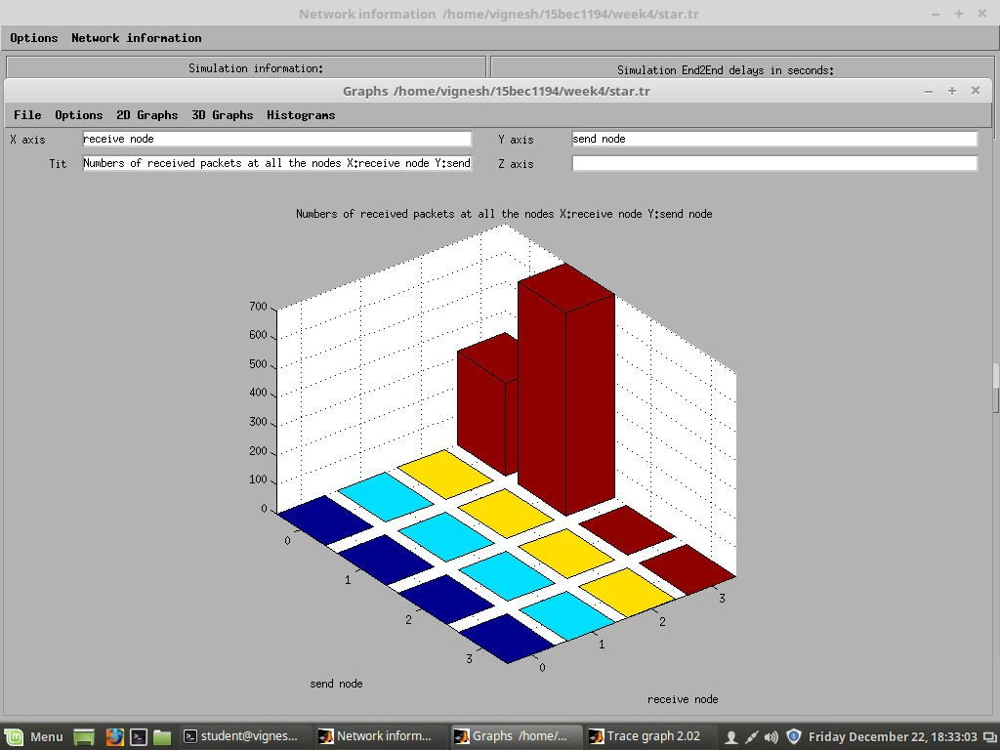 Network information /home/vignesh/15bec1194/week4/star.tr
Options Network information
Simulation information:
Simulation End2End delays in seconds:
Graphs /home/vignesh/15bec1194/week4/star.tr
File Options 2D Graphs 3D Graphs Histograms
X axis receive node Y axis send node
Tit Numbers of received packets at all the nodes X:receive node Y:send Z axis
Numbers of received packets at all the nodes X:receive node Y:send node
700
600
500
400
300
200
100
0
0
1
2
3
0
1
2
3
send node
receive node
Menu student@vignes... Network inform... Graphs /home/... Trace graph 2.02 Friday December 22, 18:33:03